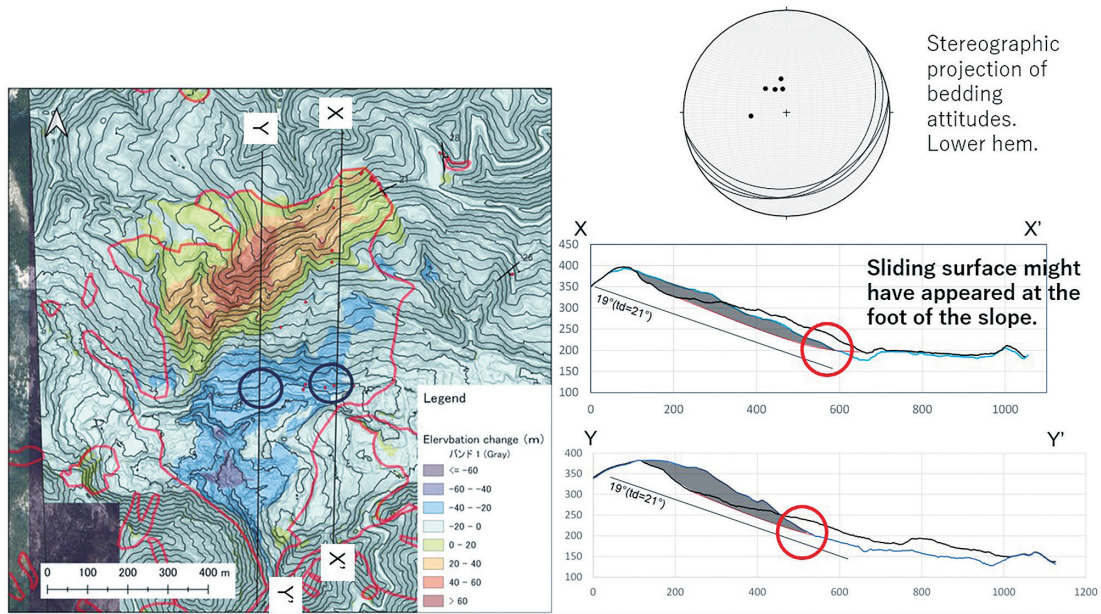 Y
X
28
21
26
X'
Y'
0 100 200 300 400 m
Legend
Elervbation change (m)
バンド 1 (Gray)
<= -60
-60 - -40
-40 - -20
-20 - 0
0 - 20
20 - 40
40 - 60
> 60
Stereographic
projection of
bedding
attitudes.
Lower hem.
X
X'
450
400
350
300
250
200
150
100
0 200 400 600 800 1000
19°(td=21°)
Sliding surface might
have appeared at the
foot of the slope.
Y
Y'
400
350
300
250
200
150
100
0 200 400 600 800 1000 1200
19°(td=21°)